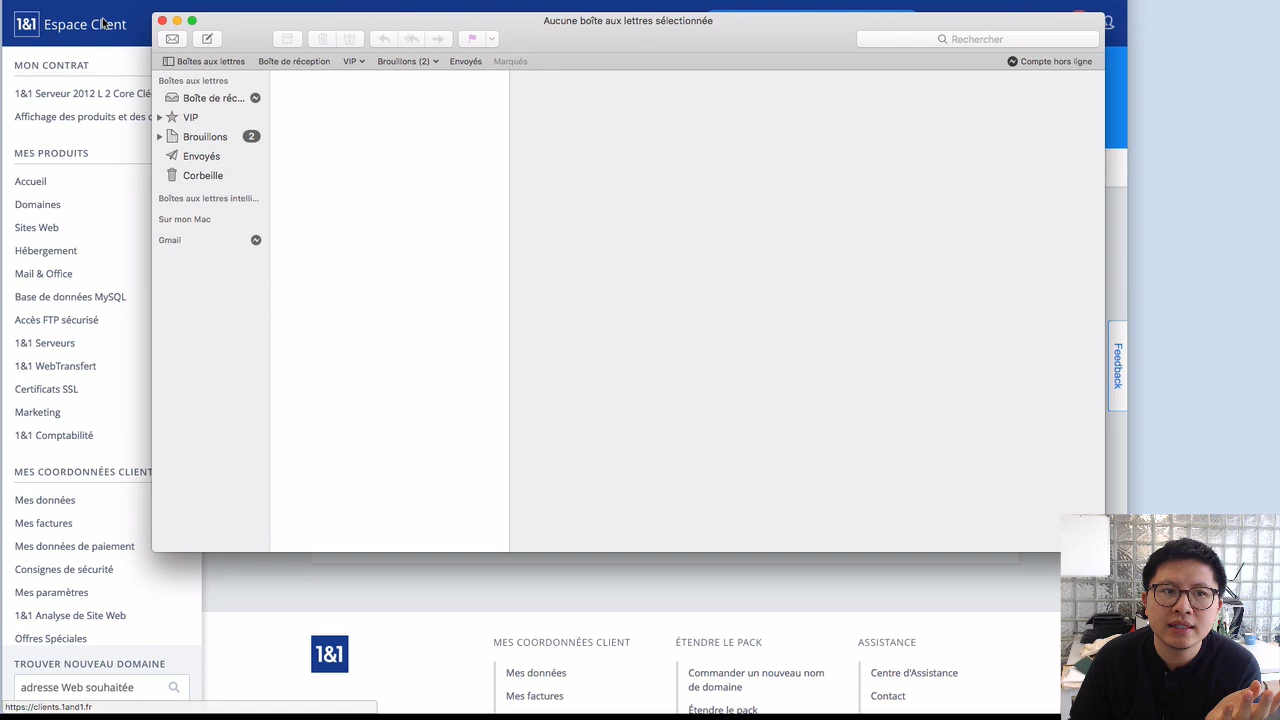 1&1 Espace Client
MON CONTRAT
1&1 Serveur 2012 L 2 Core Clé
Affichage des produits et des c
MES PRODUITS
Accueil
Domaines
Sites Web
Hébergement
Mail & Office
Base de données MySQL
Accès FTP sécurisé
1&1 Serveurs
1&1 WebTransfert
Certificats SSL
Marketing
1&1 Comptabilité
MES COORDONNÉES CLIENT
Mes données
Mes factures
Mes données de paiement
Consignes de sécurité
Mes paramètres
1&1 Analyse de Site Web
Offres Spéciales
TROUVER NOUVEAU DOMAINE
adresse Web souhaitée
https://clients.1and1.fr
Aucune boîte aux lettres sélectionnée
Rechercher
Boîtes aux lettres Boîte de réception VIP Brouillons (2) Envoyés Marqués Compte hors ligne
Boîtes aux lettres
Boîte de réc...
VIP
Brouillons 2
Envoyés
Corbeille
Boîtes aux lettres intelli...
Sur mon Mac
Gmail
Feedback
1&1
MES COORDONNÉES CLIENT
Mes données
Mes factures
ÉTENDRE LE PACK
Commander un nouveau nom
de domaine
Étendre le pack
ASSISTANCE
Centre d'Assistance
Contact